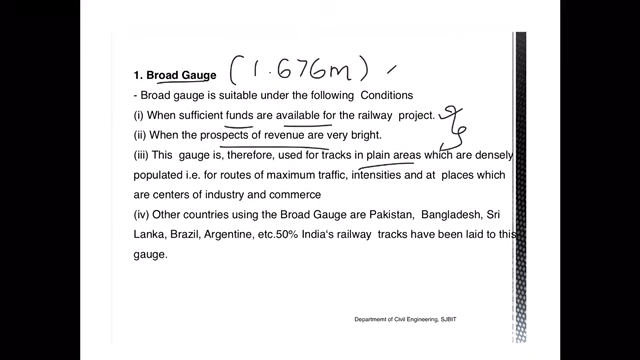 1. Broad Gauge (1.676m)
- Broad gauge is suitable under the following Conditions
(i) When sufficient funds are available for the railway project.
(ii) When the prospects of revenue are very bright.
(iii) This gauge is, therefore, used for tracks in plain areas which are densely
populated i.e. for routes of maximum traffic, intensities and at places which
are centers of industry and commerce
(iv) Other countries using the Broad Gauge are Pakistan, Bangladesh, Sri
Lanka, Brazil, Argentine, etc.50% India's railway tracks have been laid to this
gauge.
Departmemt of Civil Engineering, SJBIT